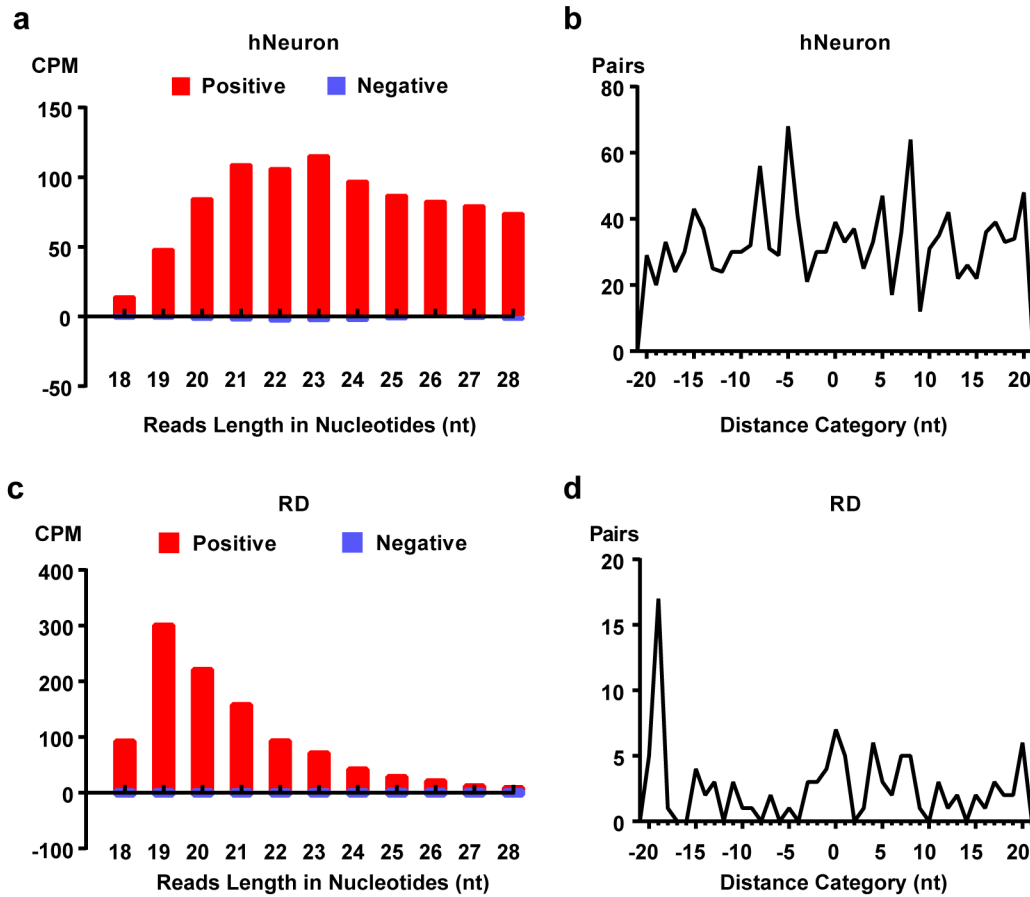 a
hNeuron
CPM
Positive Negative
150
100
50
0
-50
18 19 20 21 22 23 24 25 26 27 28
Reads Length in Nucleotides (nt)
b
hNeuron
Pairs
80
60
40
20
0
-20 -15 -10 -5 0 5 10 15 20
Distance Category (nt)
c
RD
CPM
Positive Negative
400
300
200
100
0
-100
18 19 20 21 22 23 24 25 26 27 28
Reads Length in Nucleotides (nt)
d
RD
Pairs
20
15
10
5
0
-20 -15 -10 -5 0 5 10 15 20
Distance Category (nt)